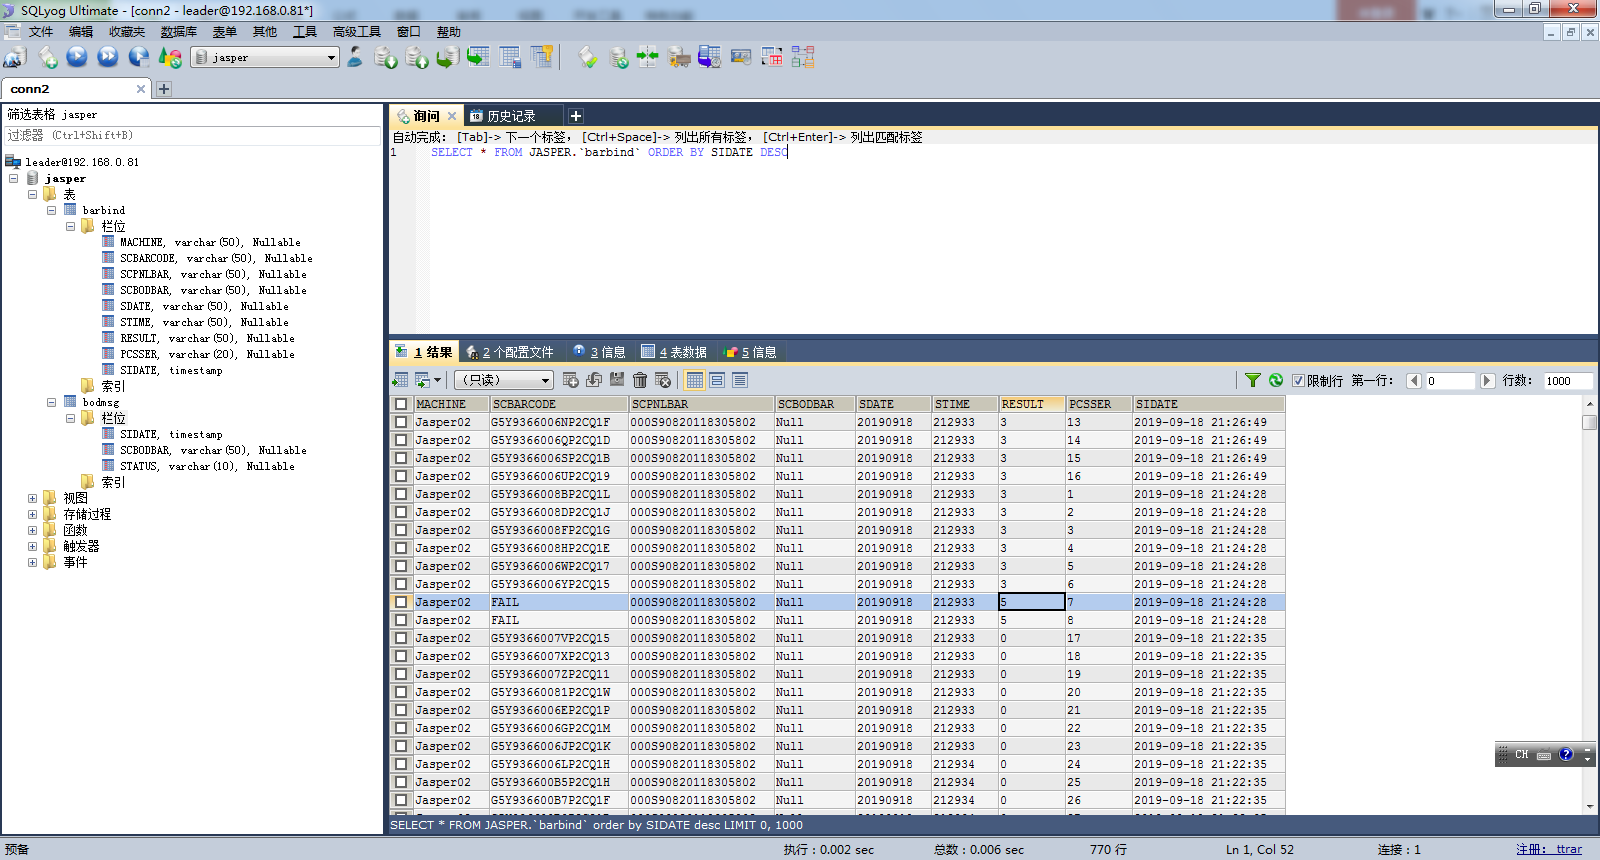 SQLyog Ultimate - [conn2 - leader@192.168.0.81*]
文件 编辑 收藏夹 数据库 表单 其他 工具 高级工具 窗口 帮助
jasper
conn2
筛选表格 jasper
过滤器 (Ctrl+Shift+B)
leader@192.168.0.81
jasper
表
barbind
栏位
MACHINE, varchar(50), Nullable
SCBARCODE, varchar(50), Nullable
SCPNLBAR, varchar(50), Nullable
SCBODBAR, varchar(50), Nullable
SDATE, varchar(50), Nullable
STIME, varchar(50), Nullable
RESULT, varchar(50), Nullable
PCSSER, varchar(20), Nullable
SIDATE, timestamp
索引
bodmsg
栏位
SIDATE, timestamp
SCBODBAR, varchar(50), Nullable
STATUS, varchar(10), Nullable
索引
视图
存储过程
函数
触发器
事件
询问 历史记录
自动完成: [Tab]-> 下一个标签, [Ctrl+Space]-> 列出所有标签, [Ctrl+Enter]-> 列出匹配标签
1 SELECT * FROM JASPER.`barbind` ORDER BY SIDATE DESC
1 结果 2 个配置文件 3 信息 4 表数据 5 信息
(只读) 限制行 第一行: 0 行数: 1000
MACHINE SCBARCODE SCPNLBAR SCBODBAR SDATE STIME RESULT PCSSER SIDATE
Jasper02 G5Y9366006NP2CQ1F 000S90820118305802 Null 20190918 212933 3 13 2019-09-18 21:26:49
Jasper02 G5Y9366006QP2CQ1D 000S90820118305802 Null 20190918 212933 3 14 2019-09-18 21:26:49
Jasper02 G5Y9366006SP2CQ1B 000S90820118305802 Null 20190918 212933 3 15 2019-09-18 21:26:49
Jasper02 G5Y9366006UP2CQ19 000S90820118305802 Null 20190918 212933 3 16 2019-09-18 21:26:49
Jasper02 G5Y9366008BP2CQ1L 000S90820118305802 Null 20190918 212933 3 1 2019-09-18 21:24:28
Jasper02 G5Y9366008DP2CQ1J 000S90820118305802 Null 20190918 212933 3 2 2019-09-18 21:24:28
Jasper02 G5Y9366008FP2CQ1G 000S90820118305802 Null 20190918 212933 3 3 2019-09-18 21:24:28
Jasper02 G5Y9366008HP2CQ1E 000S90820118305802 Null 20190918 212933 3 4 2019-09-18 21:24:28
Jasper02 G5Y9366006WP2CQ17 000S90820118305802 Null 20190918 212933 3 5 2019-09-18 21:24:28
Jasper02 G5Y9366006YP2CQ15 000S90820118305802 Null 20190918 212933 3 6 2019-09-18 21:24:28
Jasper02 FAIL 000S90820118305802 Null 20190918 212933 5 7 2019-09-18 21:24:28
Jasper02 FAIL 000S90820118305802 Null 20190918 212933 5 8 2019-09-18 21:24:28
Jasper02 G5Y9366007VP2CQ15 000S90820118305802 Null 20190918 212933 0 17 2019-09-18 21:22:35
Jasper02 G5Y9366007XP2CQ13 000S90820118305802 Null 20190918 212933 0 18 2019-09-18 21:22:35
Jasper02 G5Y9366007ZP2CQ11 000S90820118305802 Null 20190918 212933 0 19 2019-09-18 21:22:35
Jasper02 G5Y93660081P2CQ1W 000S90820118305802 Null 20190918 212933 0 20 2019-09-18 21:22:35
Jasper02 G5Y9366006EP2CQ1P 000S90820118305802 Null 20190918 212933 0 21 2019-09-18 21:22:35
Jasper02 G5Y9366006GP2CQ1M 000S90820118305802 Null 20190918 212933 0 22 2019-09-18 21:22:35
Jasper02 G5Y9366006JP2CQ1K 000S90820118305802 Null 20190918 212933 0 23 2019-09-18 21:22:35
Jasper02 G5Y9366006LP2CQ1H 000S90820118305802 Null 20190918 212934 0 24 2019-09-18 21:22:35
Jasper02 G5Y936600B5P2CQ1H 000S90820118305802 Null 20190918 212934 0 25 2019-09-18 21:22:35
Jasper02 G5Y936600B7P2CQ1F 000S90820118305802 Null 20190918 212934 0 26 2019-09-18 21:22:35
CH
SELECT * FROM JASPER.`barbind` order by SIDATE desc LIMIT 0, 1000
预备 执行 : 0.002 sec 总数 : 0.006 sec 770 行 Ln 1, Col 52 连接 : 1 注册: ttrar